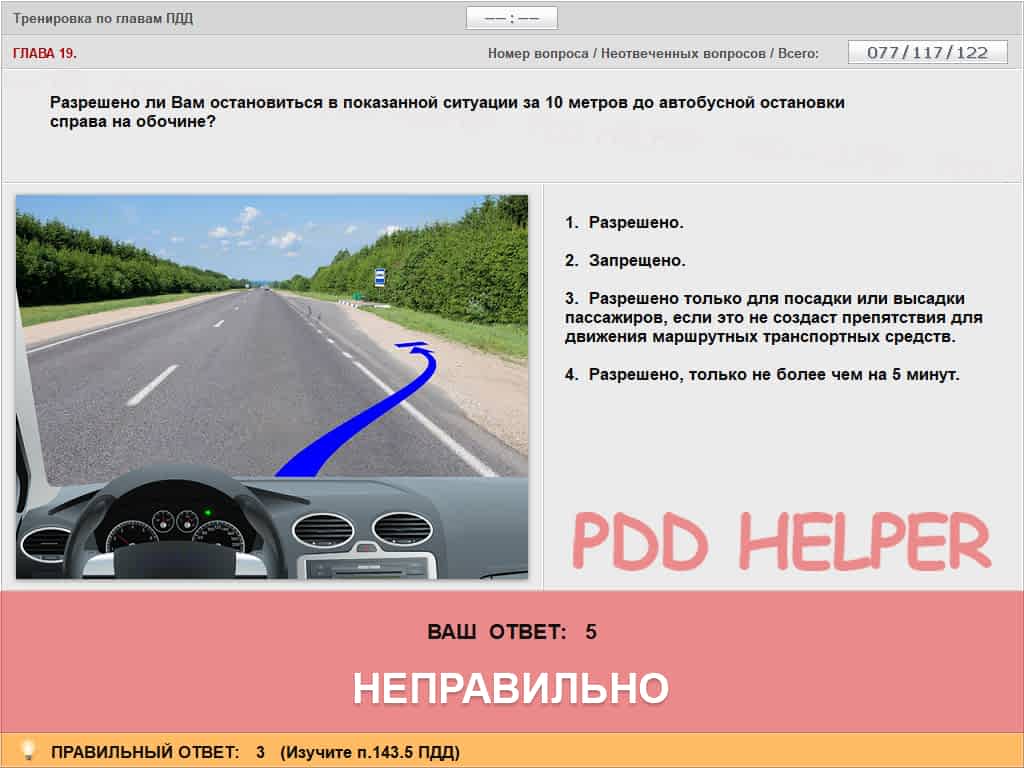 Тренировка по главам ПДД
—— : ——
ГЛАВА 19.
Номер вопроса / Неотвеченных вопросов / Всего:
077/117/122
Разрешено ли Вам остановиться в показанной ситуации за 10 метров до автобусной остановки
справа на обочине?
1. Разрешено.
2. Запрещено.
3. Разрешено только для посадки или высадки
пассажиров, если это не создаст препятствия для
движения маршрутных транспортных средств.
4. Разрешено, только не более чем на 5 минут.
PDD HELPER
ВАШ ОТВЕТ: 5
НЕПРАВИЛЬНО
ПРАВИЛЬНЫЙ ОТВЕТ: 3 (Изучите п.143.5 ПДД)